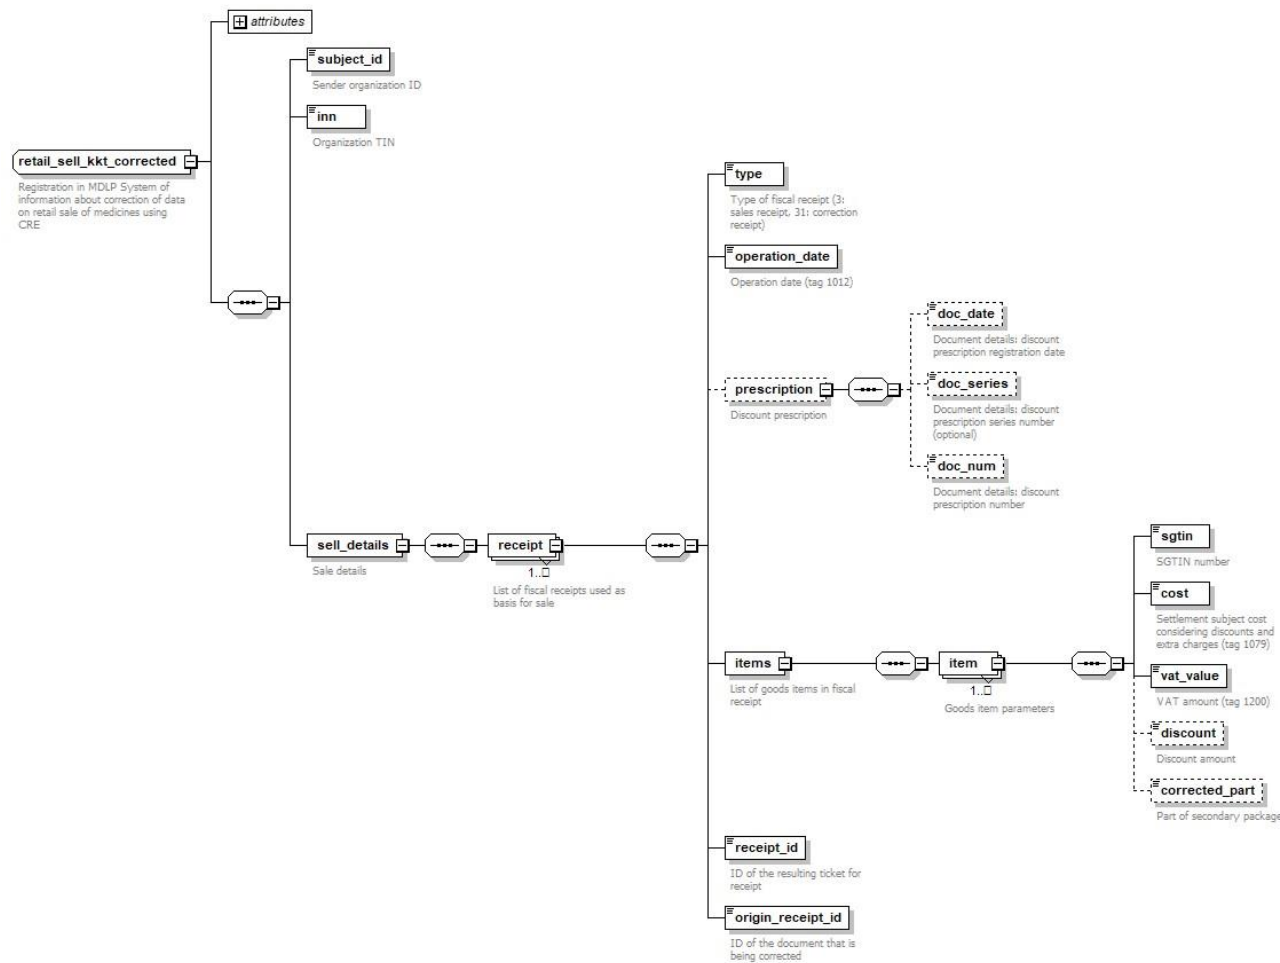 attributes
subject_id
Sender organization ID
inn
Organization TIN
retail_sell_kkt_corrected
Registration in MDLP System of
information about correction of data
on retail sale of medicines using
CRE
type
Type of fiscal receipt (3:
sales receipt, 31: correction
receipt)
operation_date
Operation date (tag 1012)
doc_date
Document details: discount
prescription registration date
prescription
Discount prescription
doc_series
Document details: discount
prescription series number
(optional)
doc_num
Document details: discount
prescription number
sell_details
Sale details
receipt
1..□
List of fiscal receipts used as
basis for sale
sgtin
SGTIN number
cost
Settlement subject cost
considering discounts and
extra charges (tag 1079)
items
List of goods items in fiscal
receipt
item
1..□
Goods item parameters
vat_value
VAT amount (tag 1200)
discount
Discount amount
corrected_part
Part of secondary package
receipt_id
ID of the resulting ticket for
receipt
origin_receipt_id
ID of the document that is
being corrected